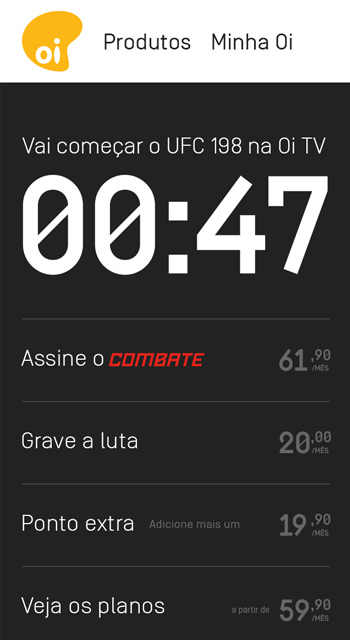 oi Produtos Minha Oi
Vai começar o UFC 198 na Oi TV
00:47
Assine o COMBATE 61,90 /MÊS
Grave a luta 20,00 /MÊS
Ponto extra Adicione mais um 19,90 /MÊS
Veja os planos a partir de 59,90 /MÊS